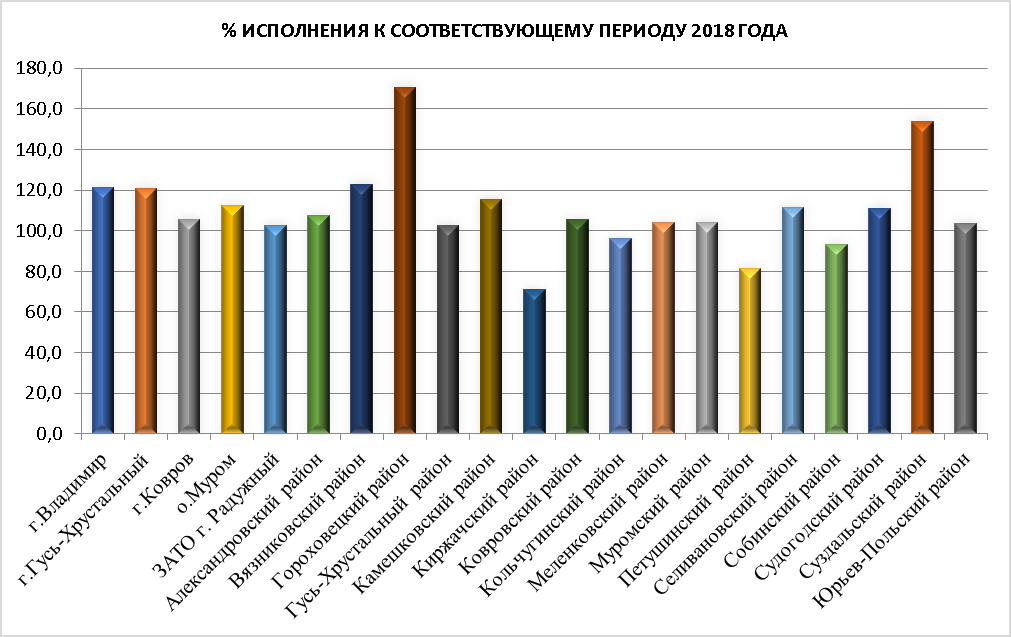 % ИСПОЛНЕНИЯ К СООТВЕТСТВУЮЩЕМУ ПЕРИОДУ 2018 ГОДА
180,0
160,0
140,0
120,0
100,0
80,0
60,0
40,0
20,0
0,0
г.Владимир
г.Гусь-Хрустальный
г.Ковров
о.Муром
ЗАТО г. Радужный
Александровский район
Вязниковский район
Гороховецкий район
Гусь-Хрустальный район
Камешковский район
Киржачский район
Ковровский район
Кольчугинский район
Меленковский район
Муромский район
Петушинский район
Селивановский район
Собинский район
Судогодский район
Суздальский район
Юрьев-Польский район